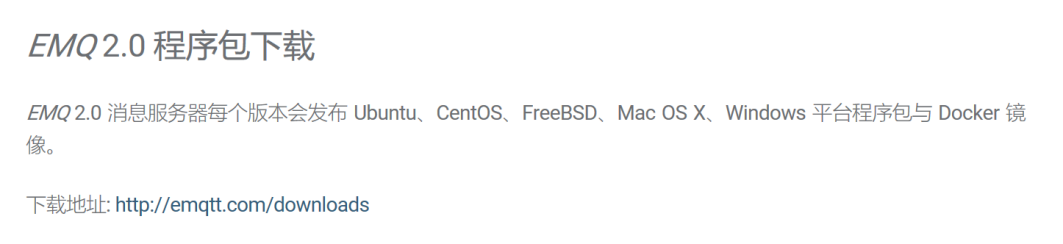 EMQ 2.0 程序包下载
EMQ 2.0 消息服务器每个版本会发布 Ubuntu、CentOS、FreeBSD、Mac OS X、Windows 平台程序包与 Docker 镜
像。
下载地址: http://emqtt.com/downloads